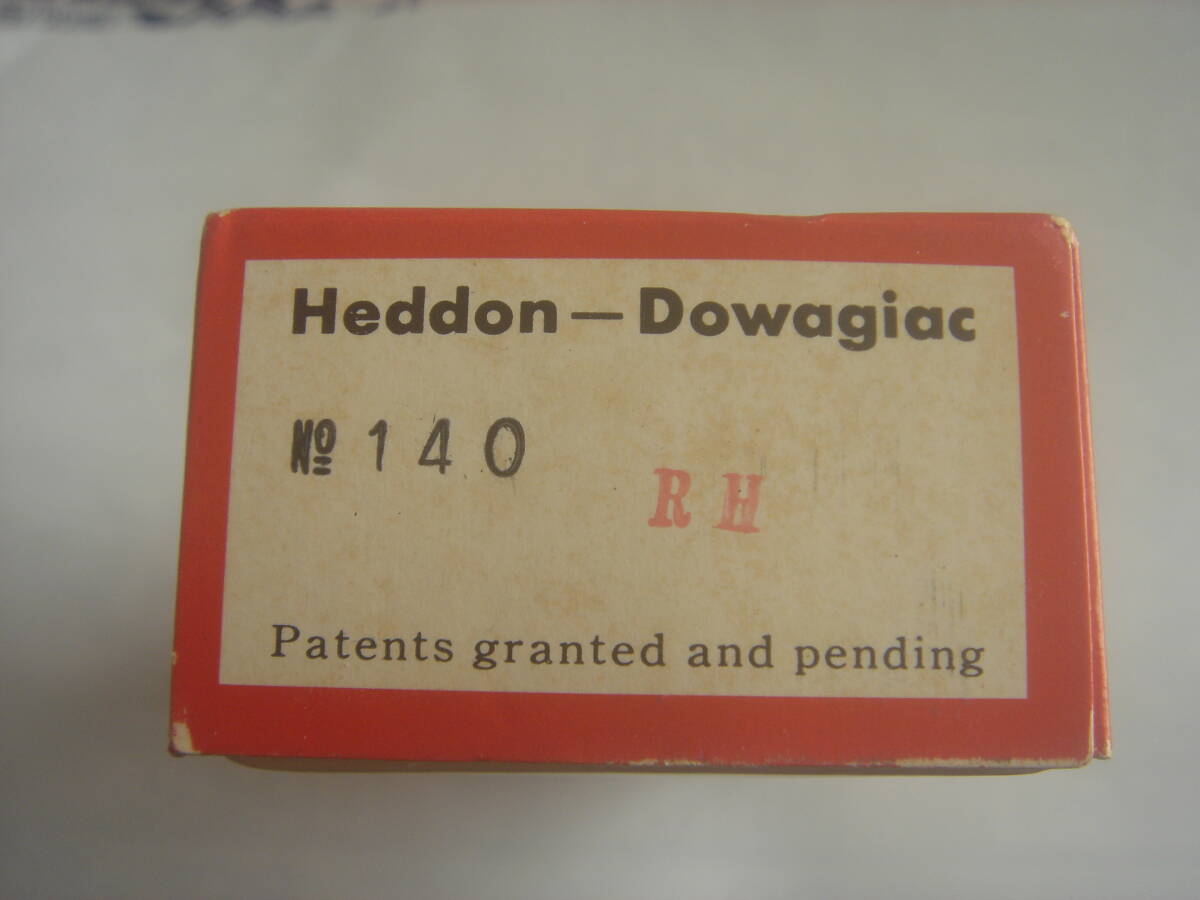 Heddon — Dowagiac
№ 140
RH
Patents granted and pending